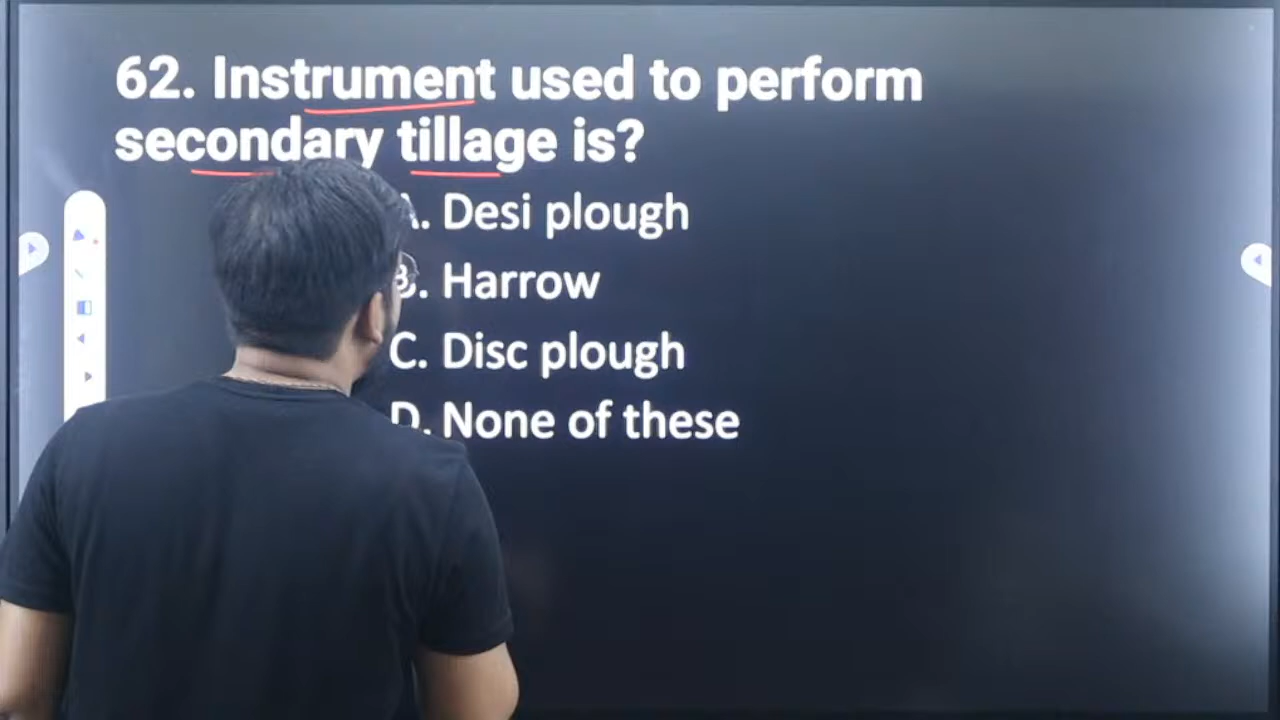 62. Instrument used to perform
secondary tillage is?
A. Desi plough
B. Harrow
C. Disc plough
D. None of these